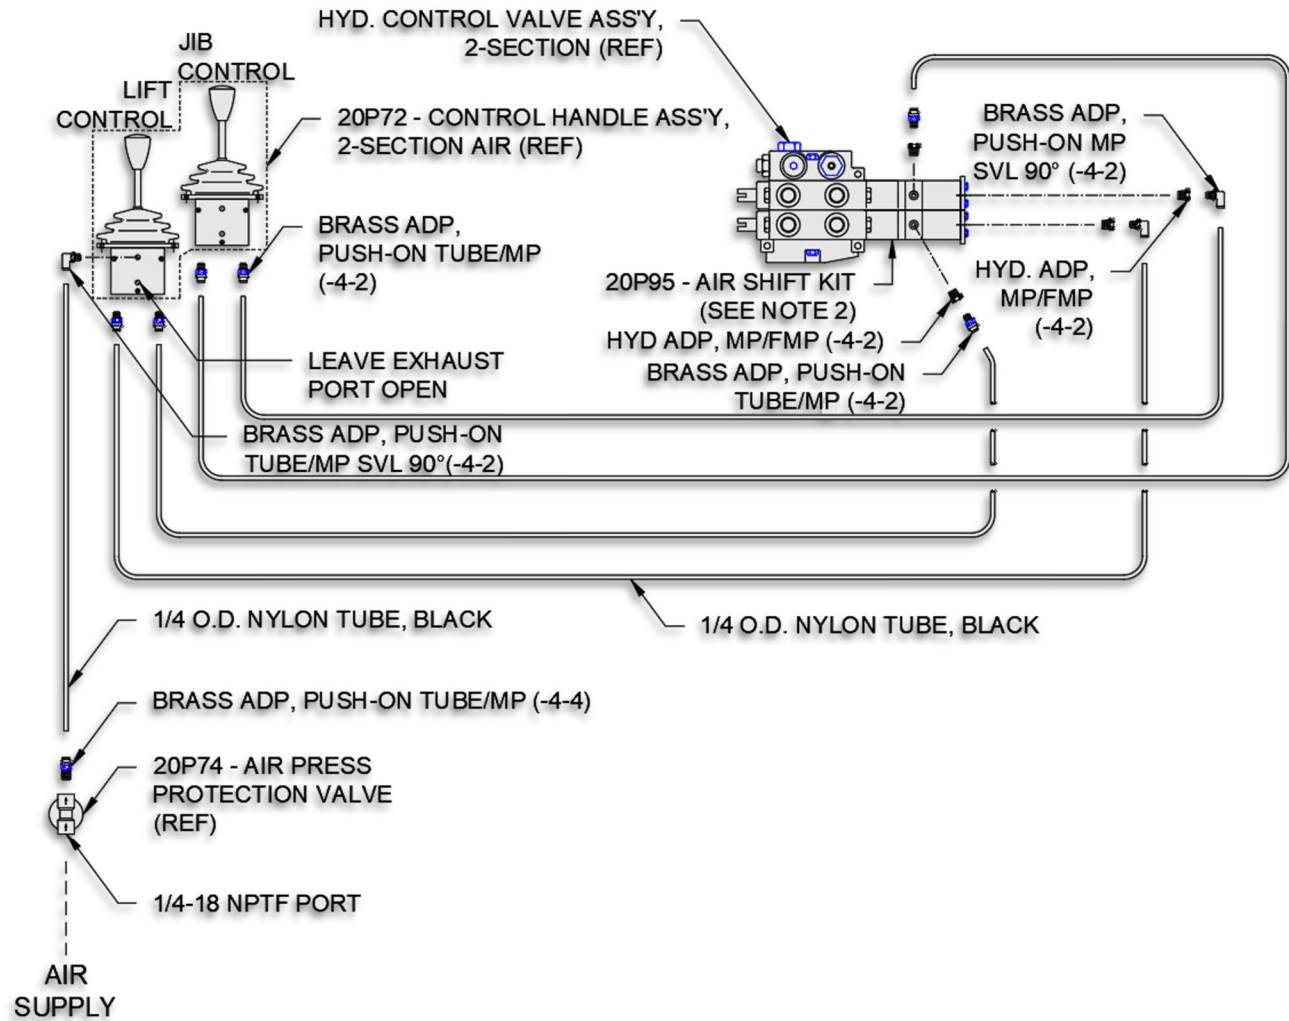 HYD. CONTROL VALVE ASS'Y,
2-SECTION (REF)
JIB
CONTROL
LIFT
CONTROL
20P72 - CONTROL HANDLE ASS'Y,
2-SECTION AIR (REF)
BRASS ADP,
PUSH-ON MP
SVL 90° (-4-2)
BRASS ADP,
PUSH-ON TUBE/MP
(-4-2)
20P95 - AIR SHIFT KIT
(SEE NOTE 2)
HYD ADP, MP/FMP (-4-2)
BRASS ADP, PUSH-ON
TUBE/MP (-4-2)
HYD. ADP,
MP/FMP
(-4-2)
LEAVE EXHAUST
PORT OPEN
BRASS ADP, PUSH-ON
TUBE/MP SVL 90°(-4-2)
1/4 O.D. NYLON TUBE, BLACK
1/4 O.D. NYLON TUBE, BLACK
BRASS ADP, PUSH-ON TUBE/MP (-4-4)
20P74 - AIR PRESS
PROTECTION VALVE
(REF)
1/4-18 NPTF PORT
AIR
SUPPLY